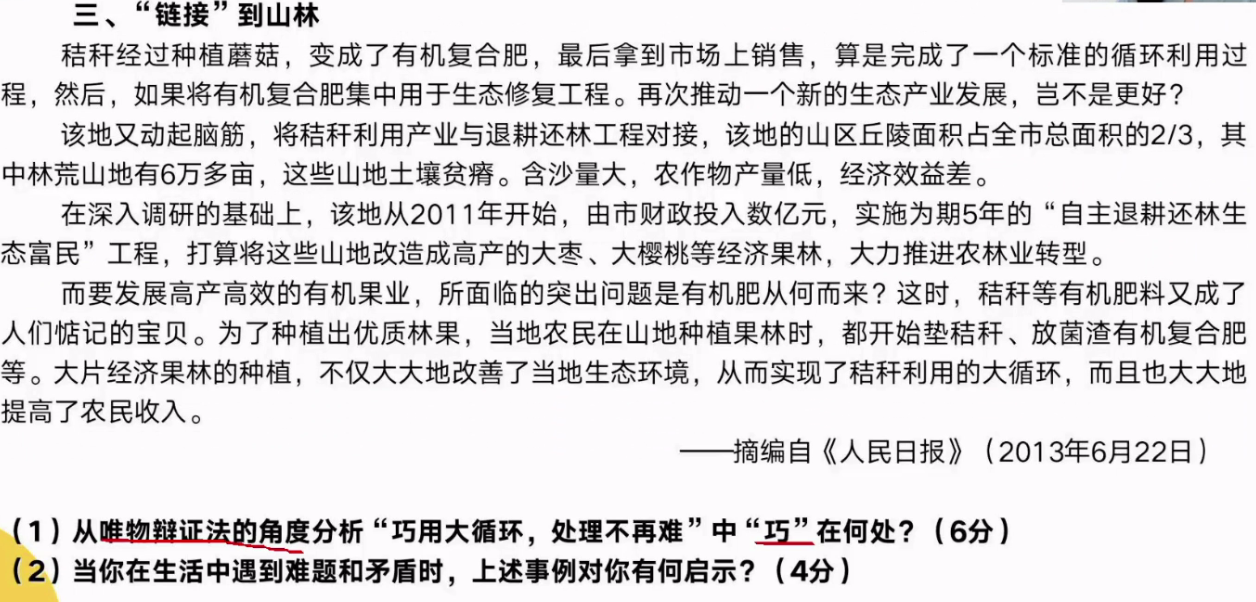 三、“链接”到山林
秸秆经过种植蘑菇，变成了有机复合肥，最后拿到市场上销售，算是完成了一个标准的循环利用过
程，然后，如果将有机复合肥集中用于生态修复工程。再次推动一个新的生态产业发展，岂不是更好？
该地又动起脑筋，将秸秆利用产业与退耕还林工程对接，该地的山区丘陵面积占全市总面积的2/3，其
中林荒山地有6万多亩，这些山地土壤贫瘠。含沙量大，农作物产量低，经济效益差。
在深入调研的基础上，该地从2011年开始，由市财政投入数亿元，实施为期5年的“自主退耕还林生
态富民”工程，打算将这些山地改造成高产的大枣、大樱桃等经济果林，大力推进农林业转型。
而要发展高产高效的有机果业，所面临的突出问题是有机肥从何而来？这时，秸秆等有机肥料又成了
人们惦记的宝贝。为了种植出优质林果，当地农民在山地种植果林时，都开始垫秸秆、放菌渣有机复合肥
等。大片经济果林的种植，不仅大大地改善了当地生态环境，从而实现了秸秆利用的大循环，而且也大大地
提高了农民收入。
——摘编自《人民日报》（2013年6月22日）
（1）从唯物辩证法的角度分析“巧用大循环，处理不再难”中“巧”在何处？（6分）
（2）当你在生活中遇到难题和矛盾时，上述事例对你有何启示？（4分）